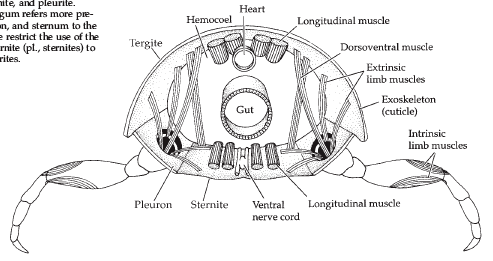 nite, and pleurite.
gum refers more pre-
on, and sternum to the
e restrict the use of the
ernite (pl., sternites) to
rites.
Heart
Hemocoel
Longitudinal muscle
Tergite
Dorsoventral muscle
Extrinsic
limb muscles
Gut
Exoskeleton
(cuticle)
Intrinsic
limb muscles
Pleuron
Sternite
Ventral
nerve cord
Longitudinal muscle